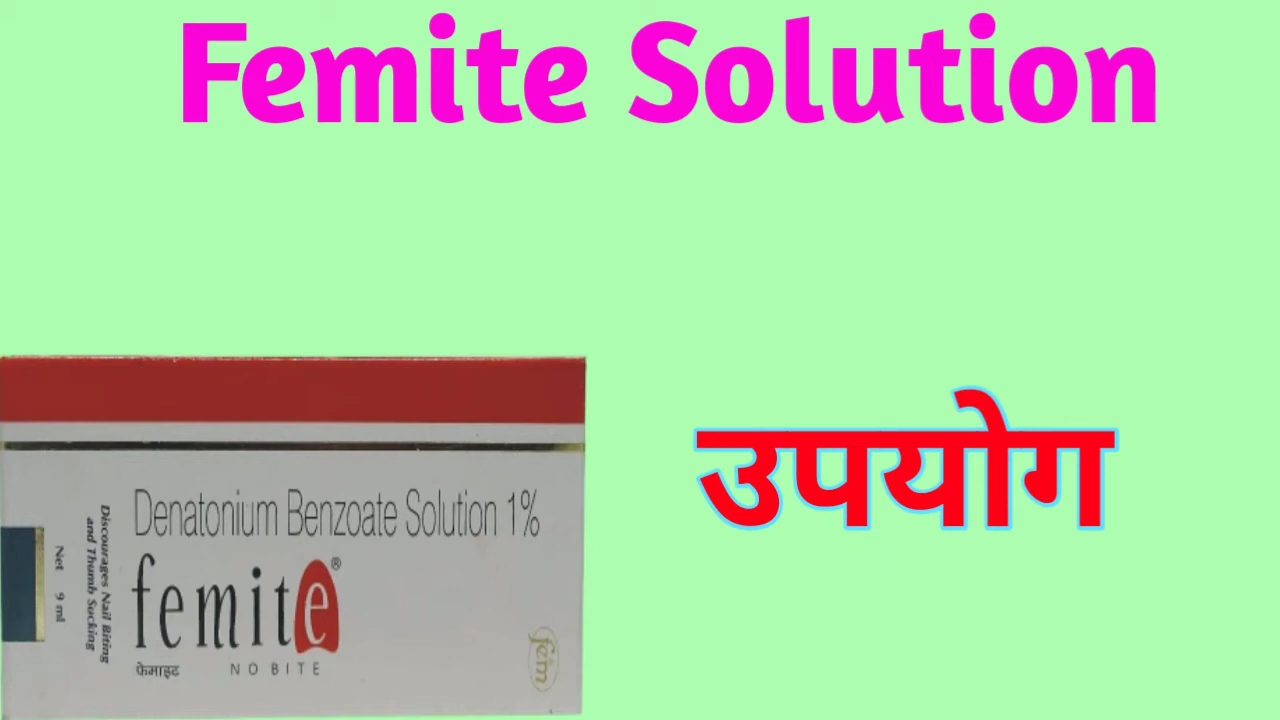 Femite Solution
उपयोग
Denatonium Benzoate Solution 1%
femite®
फेमाइट
NO BITE
Discourages Nail Biting
and Thumb Sucking
Net 9 ml
fem